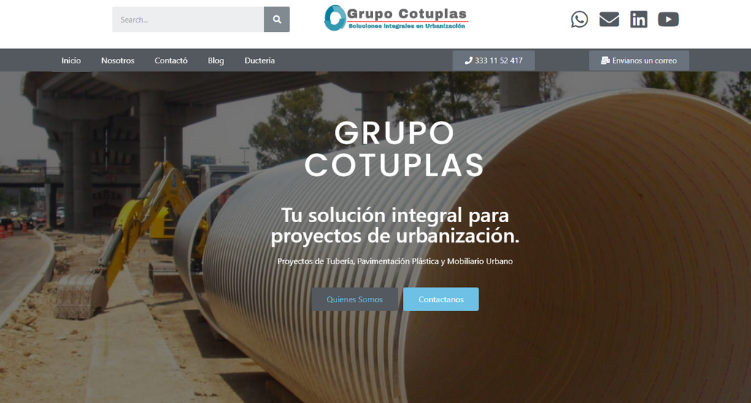 Search...
Grupo Cotuplas
Soluciones Integrales en Urbanización
Inicio
Nosotros
Contactó
Blog
Ducteria
333 11 52 417
Envianos un correo
GRUPO
COTUPLAS
Tu solución integral para
proyectos de urbanización.
Proyectos de Tubería, Pavimentación Plástica y Mobiliario Urbano
Quienes Somos
Contactanos